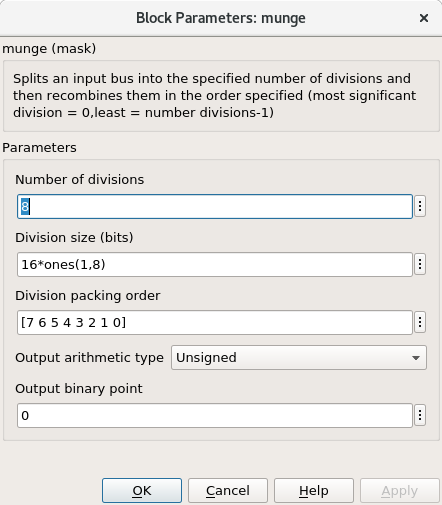 Block Parameters: munge
munge (mask)
Splits an input bus into the specified number of divisions and
then recombines them in the order specified (most significant
division = 0,least = number divisions-1)
Parameters
Number of divisions
8
Division size (bits)
16*ones(1,8)
Division packing order
[7 6 5 4 3 2 1 0]
Output arithmetic type Unsigned
Output binary point
0
OK Cancel Help Apply